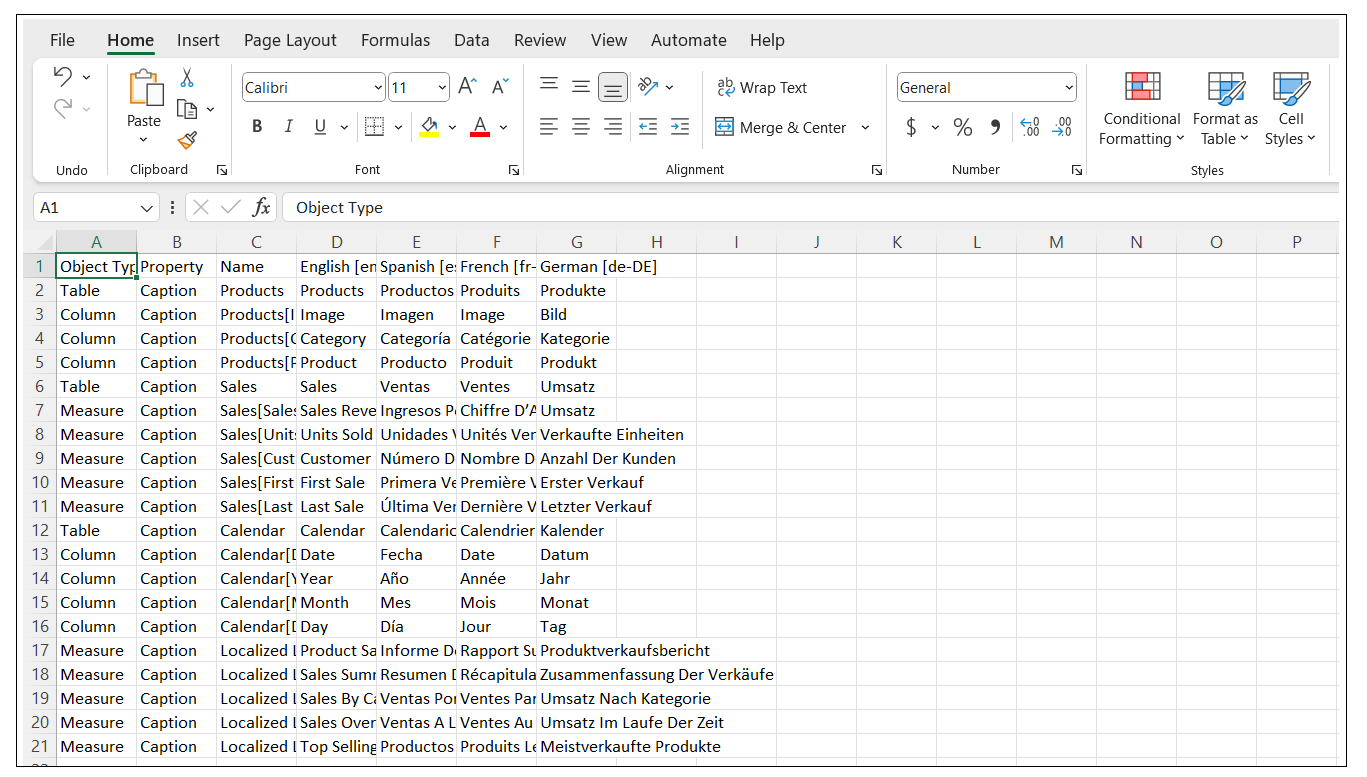 File Home Insert Page Layout Formulas Data Review View Automate Help
Calibri 11 Wrap Text General
Paste B I U A Merge & Center $ % Conditional Formatting Format as Table Cell Styles
Undo Clipboard Font Alignment Number Styles
A1 fx Object Type
A B C D E F G H I J K L M N O P
1 Object Typ Property Name English [en Spanish [es French [fr- German [de-DE]
2 Table Caption Products Products Productos Produits Produkte
3 Column Caption Products[I Image Imagen Image Bild
4 Column Caption Products[C Category Categoría Catégorie Kategorie
5 Column Caption Products[P Product Producto Produit Produkt
6 Table Caption Sales Sales Ventas Ventes Umsatz
7 Measure Caption Sales[Sales Sales Reve Ingresos Po Chiffre D’A Umsatz
8 Measure Caption Sales[Units Units Sold Unidades V Unités Ven Verkaufte Einheiten
9 Measure Caption Sales[Cust Customer Número D Nombre D Anzahl Der Kunden
10 Measure Caption Sales[First First Sale Primera Ve Première V Erster Verkauf
11 Measure Caption Sales[Last Last Sale Última Ven Dernière V Letzter Verkauf
12 Table Caption Calendar Calendar Calendario Calendrier Kalender
13 Column Caption Calendar[D Date Fecha Date Datum
14 Column Caption Calendar[Y Year Año Année Jahr
15 Column Caption Calendar[M Month Mes Mois Monat
16 Column Caption Calendar[D Day Día Jour Tag
17 Measure Caption Localized L Product Sa Informe De Rapport Su Produktverkaufsbericht
18 Measure Caption Localized L Sales Sumr Resumen D Récapitula Zusammenfassung Der Verkäufe
19 Measure Caption Localized L Sales By Ca Ventas Por Ventes Par Umsatz Nach Kategorie
20 Measure Caption Localized L Sales Over Ventas A L Ventes Au Umsatz Im Laufe Der Zeit
21 Measure Caption Localized L Top Selling Productos Produits Le Meistverkaufte Produkte